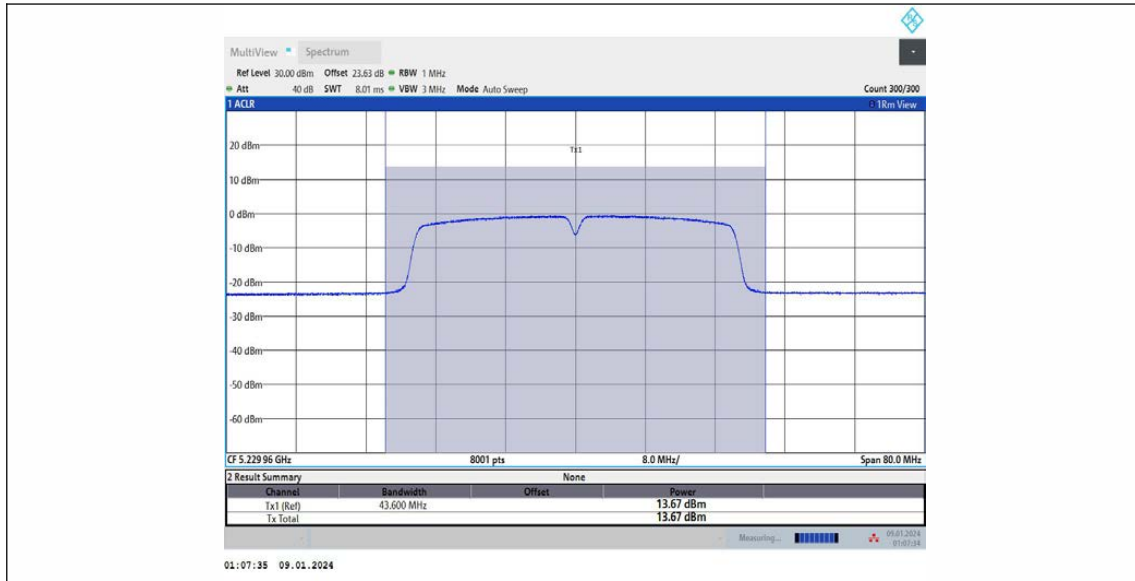 MultiView Spectrum
Ref Level 30.00 dBm Offset 23.63 dB RBW 1 MHz
Att 40 dB SWT 8.01 ms VBW 3 MHz Mode Auto Sweep Count 300/300
1 ACLR 1Rm View
20 dBm
Tx1
10 dBm
0 dBm
-10 dBm
-20 dBm
-30 dBm
-40 dBm
-50 dBm
-60 dBm
CF 5.22996 GHz 8001 pts 8.0 MHz/ Span 80.0 MHz
2 Result Summary None
Channel Bandwidth Offset Power
Tx1 (Ref) 43.600 MHz 13.67 dBm
Tx Total 13.67 dBm
Measuring... 09.01.2024
01:07:34
01:07:35 09.01.2024